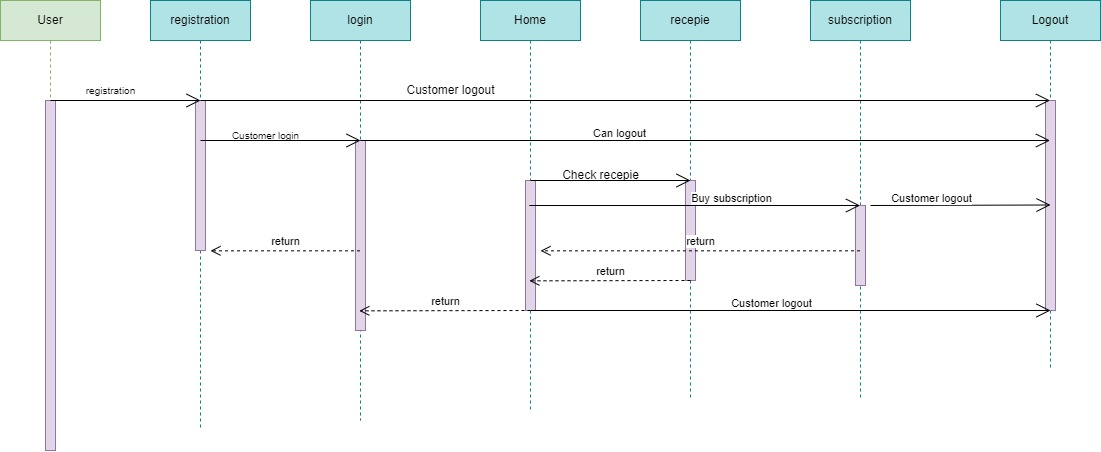 User
registration
login
Home
recepie
subscription
Logout
registration
Customer logout
Customer login
Can logout
Check recepie
Buy subscription
Customer logout
return
return
return
return
Customer logout